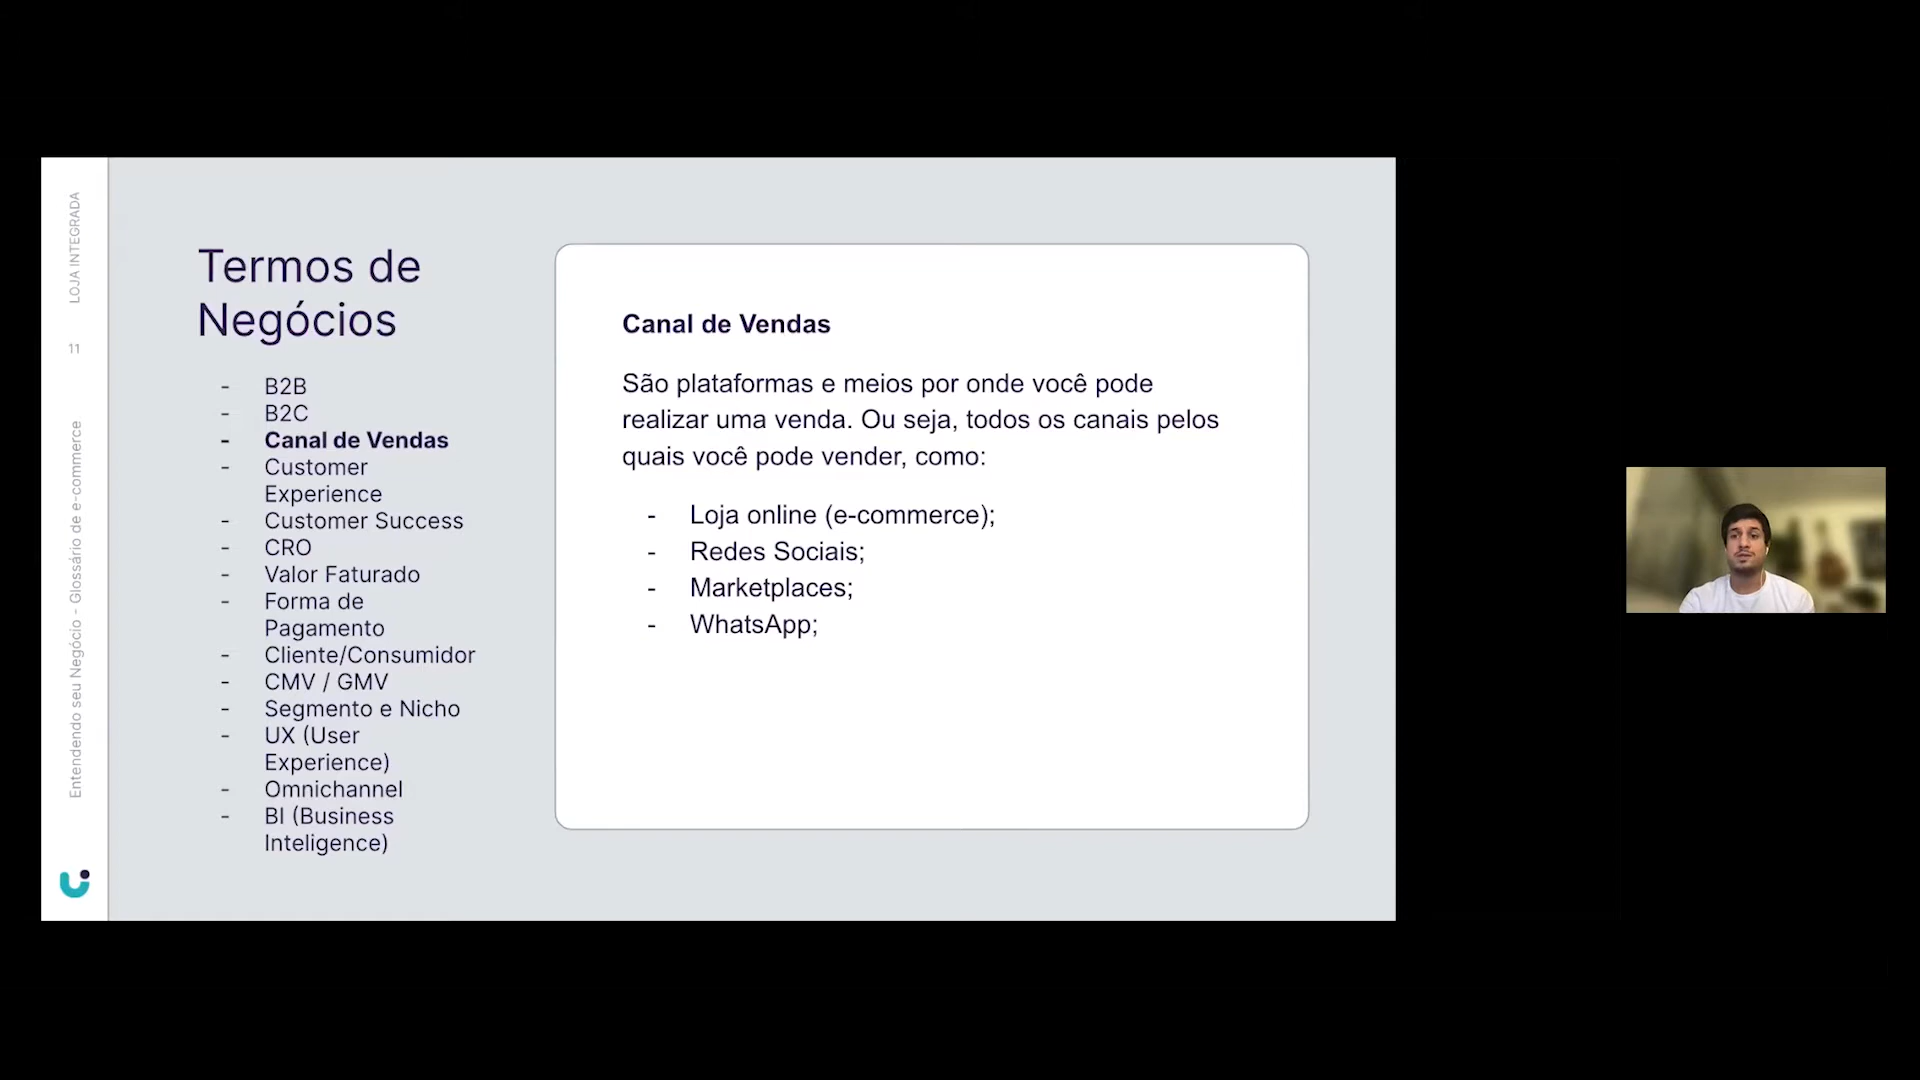 LOJA INTEGRADA
11
Entendendo seu Negócio - Glossário de e-commerce
Termos de
Negócios
- B2B
- B2C
- Canal de Vendas
- Customer
Experience
- Customer Success
- CRO
- Valor Faturado
- Forma de
Pagamento
- Cliente/Consumidor
- CMV / GMV
- Segmento e Nicho
- UX (User
Experience)
- Omnichannel
- BI (Business
Inteligence)
Canal de Vendas
São plataformas e meios por onde você pode
realizar uma venda. Ou seja, todos os canais pelos
quais você pode vender, como:
- Loja online (e-commerce);
- Redes Sociais;
- Marketplaces;
- WhatsApp;